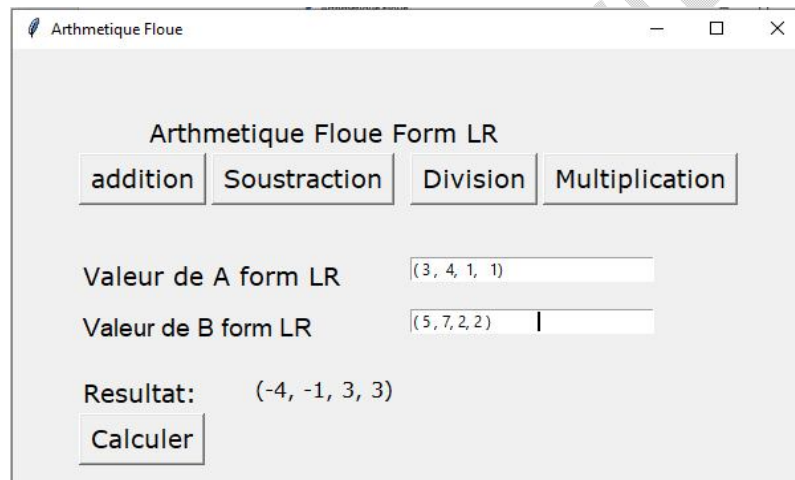 Arthmetique Floue
Arthmetique Floue Form LR
addition Soustraction Division Multiplication
Valeur de A form LR (3, 4, 1, 1)
Valeur de B form LR (5, 7, 2, 2)
Resultat: (-4, -1, 3, 3)
Calculer